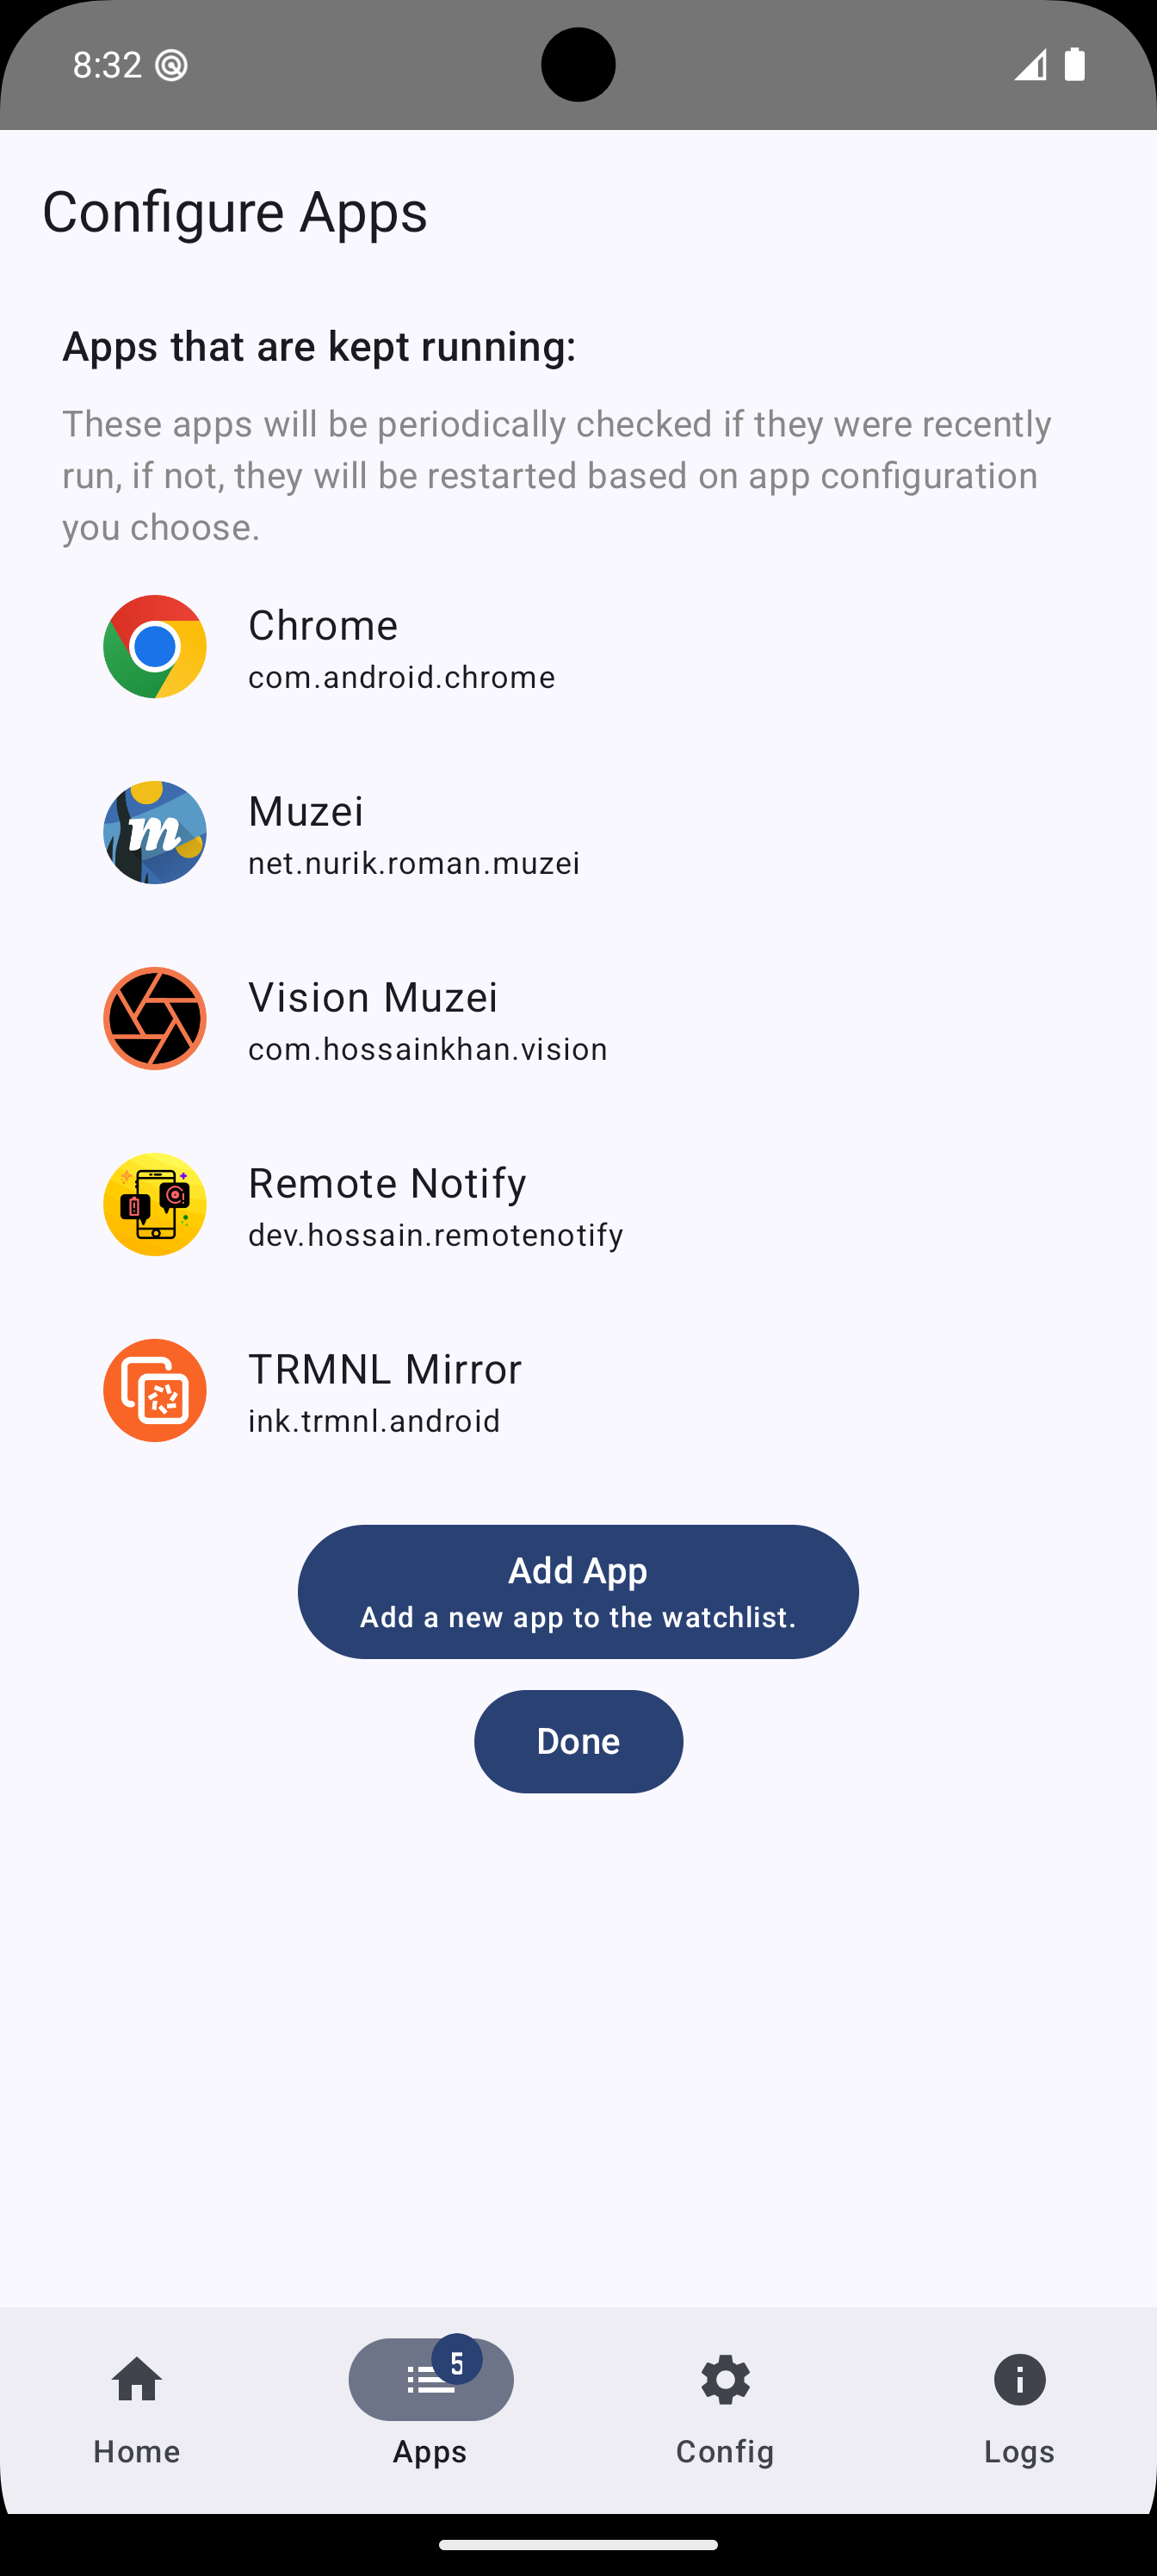 8:32
Configure Apps
Apps that are kept running:
These apps will be periodically checked if they were recently
run, if not, they will be restarted based on app configuration
you choose.
Chrome
com.android.chrome
m
Muzei
net.nurik.roman.muzei
Vision Muzei
com.hossainkhan.vision
Remote Notify
dev.hossain.remotenotify
TRMNL Mirror
ink.trmnl.android
Add App
Add a new app to the watchlist.
Done
5
Home
Apps
Config
Logs